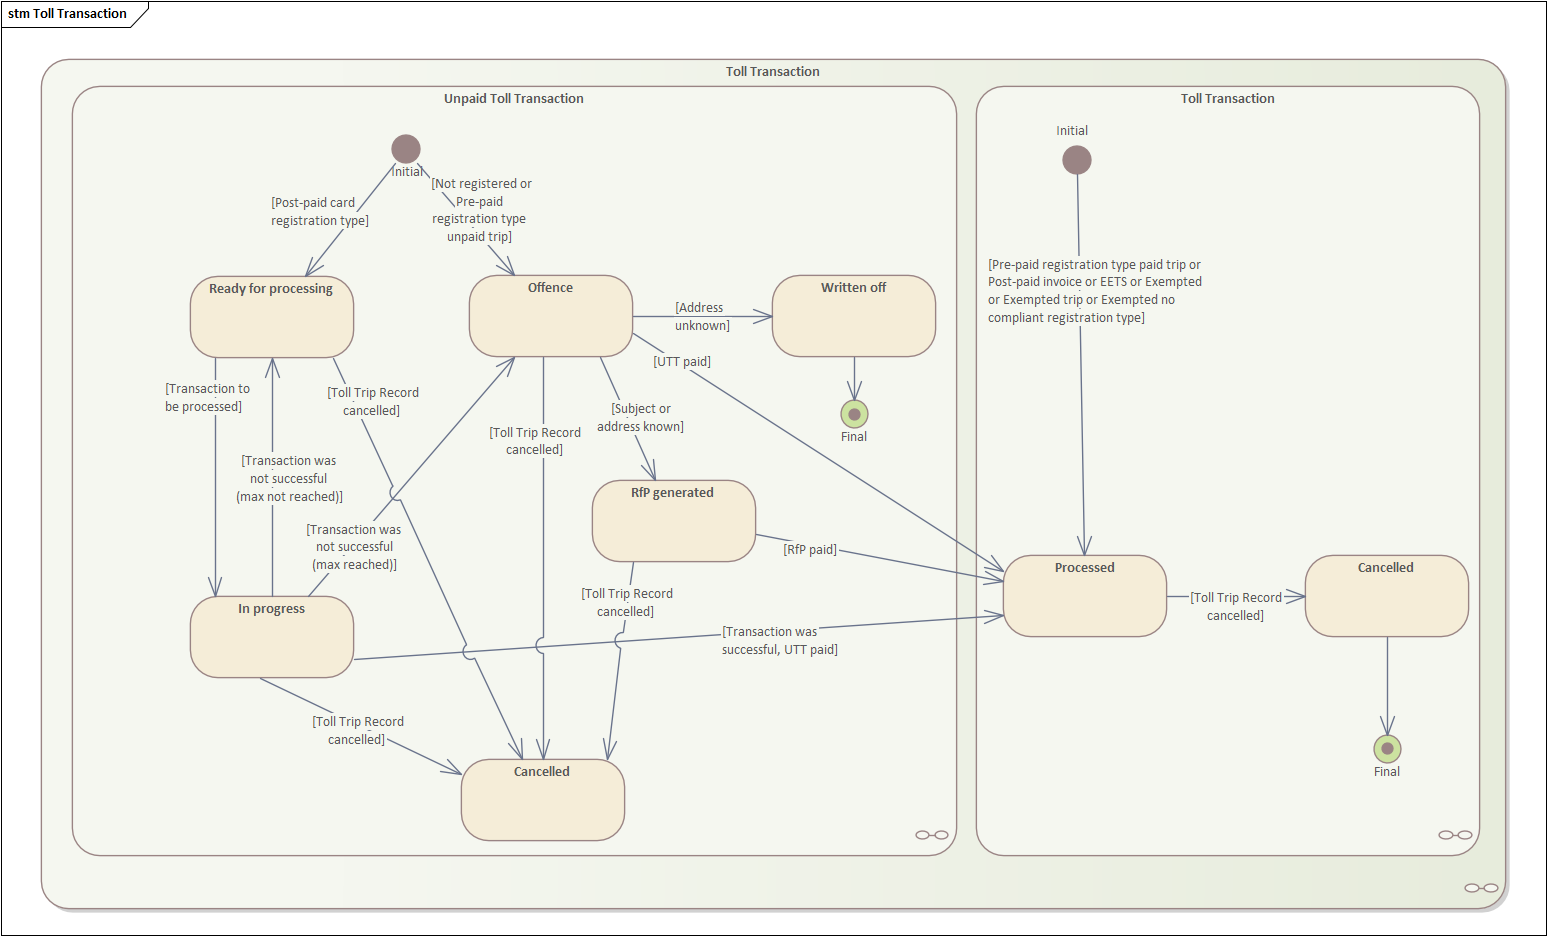 stm Toll Transaction
Toll Transaction
Unpaid Toll Transaction
Initial
[Post-paid card
registration type]
[Not registered or
Pre-paid
registration type
unpaid trip]
Ready for processing
Offence
Written off
[Address
unknown]
[UTT paid]
Final
[Transaction to
be processed]
[Toll Trip Record
cancelled]
[Subject or
address known]
[Toll Trip Record
cancelled]
[Transaction was
not successful
(max not reached)]
RfP generated
[Transaction was
not successful
(max reached)]
[RfP paid]
[Toll Trip Record
cancelled]
In progress
[Transaction was
successful, UTT paid]
[Toll Trip Record
cancelled]
Cancelled
Toll Transaction
Initial
[Pre-paid registration type paid trip or
Post-paid invoice or EETS or Exempted
or Exempted trip or Exempted no
compliant registration type]
Processed
[Toll Trip Record
cancelled]
Cancelled
Final